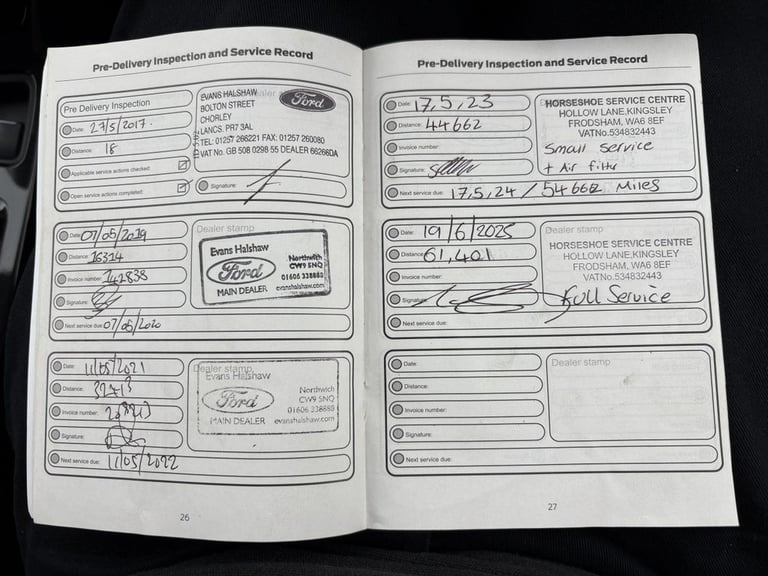 Pre-Delivery Inspection and Service Record
Pre Delivery Inspection
Date: 27/5/2017.
Distance: 18
Applicable service actions checked:
Open service actions completed:
Dealer
EVANS HALSHAW
BOLTON STREET
CHORLEY
LANCS. PR7 3AL
TEL: 01257 266221 FAX: 01257 260080
VAT No. GB 508 0298 55 DEALER 66266DA
Ford
Signature:
Date: 07/05/2019
Distance: 16314
Invoice number: 142838
Signature:
Next service due: 07/05/2020
Dealer stamp
Evans Halshaw
Ford
MAIN DEALER
Northwich
CW9 5NQ
01606 338883
evanshalshaw.com
Date: 11/05/2021
Distance: 32713
Invoice number:
Signature:
Next service due: 11/05/2022
Dealer stamp
Evans Halshaw
Ford
MAIN DEALER
Northwich
CW9 5NQ
01606 338883
evanshalshaw.com
26
Pre-Delivery Inspection and Service Record
Date: 17,5,23
Distance: 44662
Invoice number:
Signature:
Next service due: 17,5,24 / 54662 Miles
HORSESHOE SERVICE CENTRE
HOLLOW LANE,KINGSLEY
FRODSHAM, WA6 8EF
VATNo.534832443
Small service
+ Air filter
Date: 19/6/2025
Distance: 61,401
Invoice number:
Signature:
Next service due:
Dealer stamp
HORSESHOE SERVICE CENTRE
HOLLOW LANE,KINGSLEY
FRODSHAM, WA6 8EF
VATNo.534832443
Full Service
Date:
Distance:
Invoice number:
Signature:
Next service due:
Dealer stamp
27